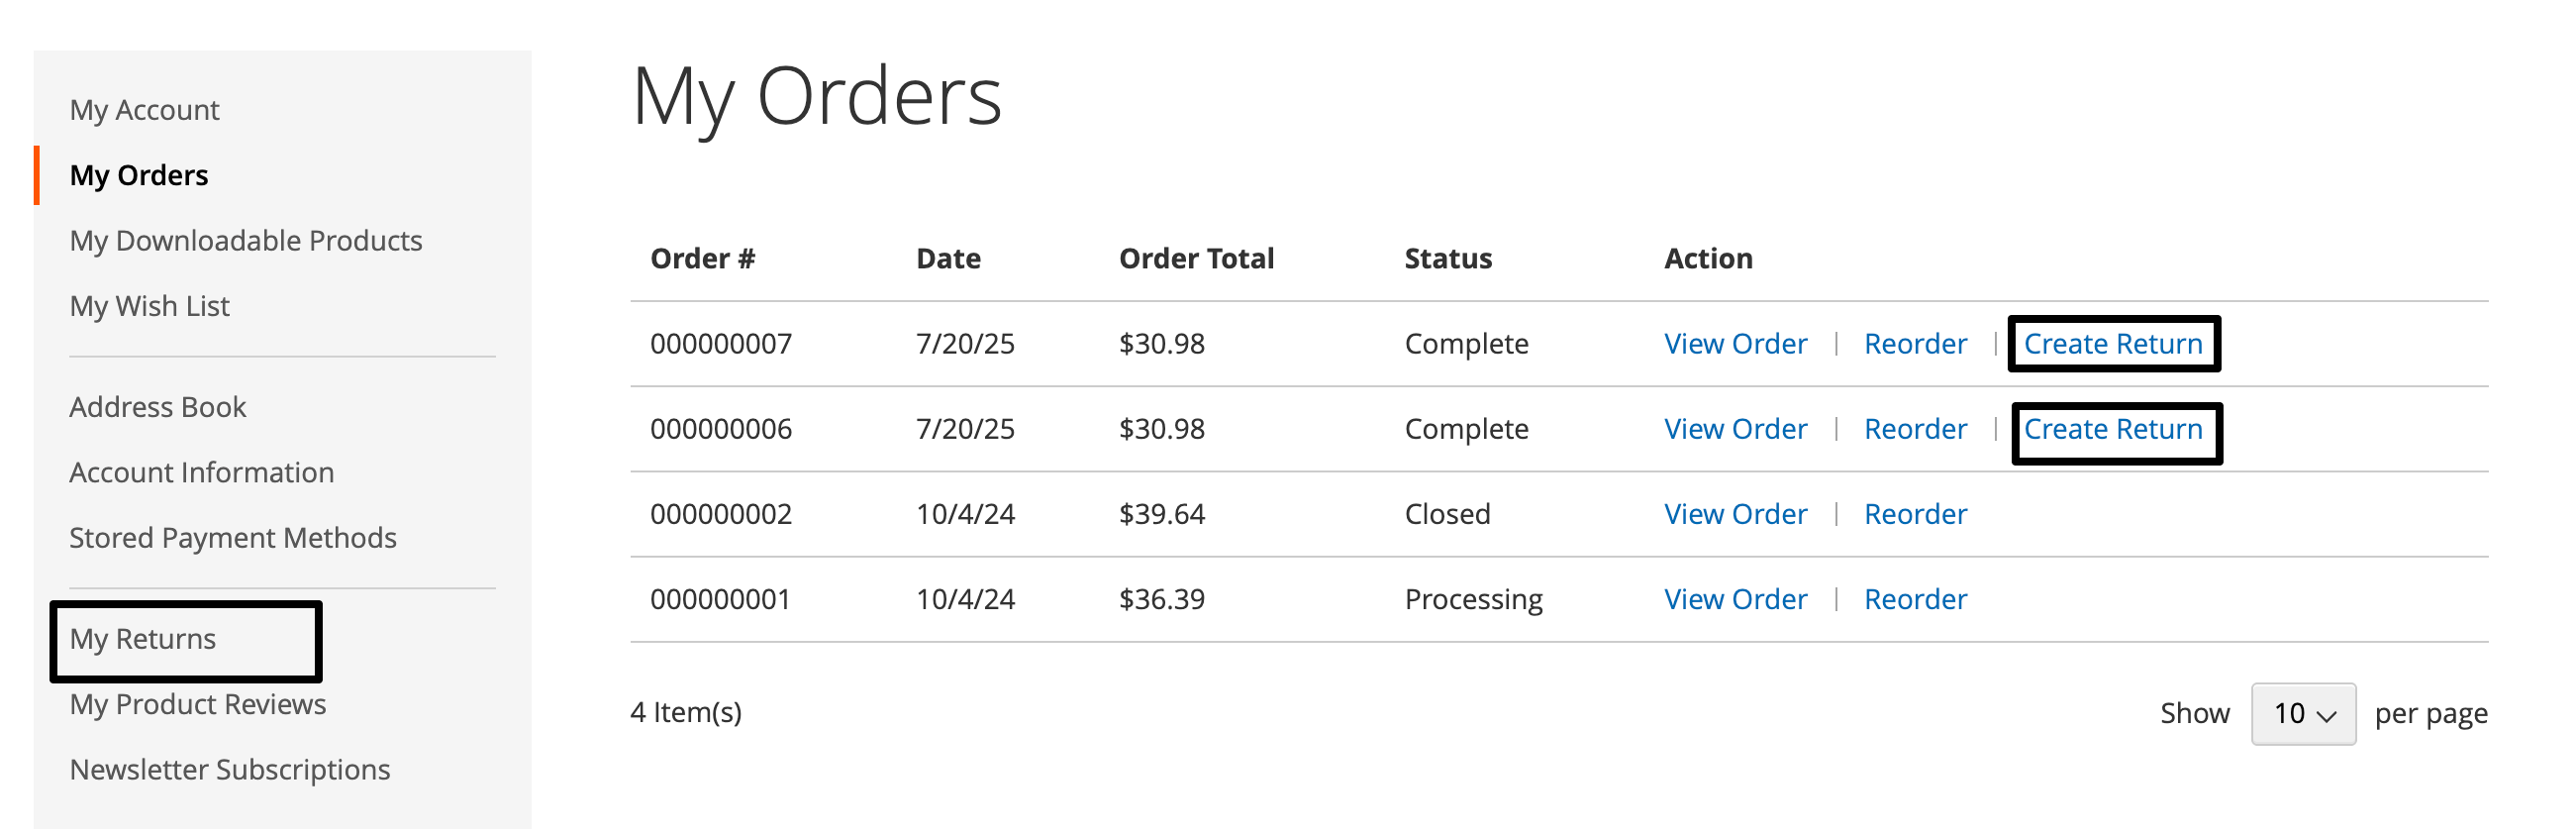 My Account
My Orders
My Downloadable Products
My Wish List
Address Book
Account Information
Stored Payment Methods
My Returns
My Product Reviews
Newsletter Subscriptions
My Orders
Order # Date Order Total Status Action
000000007 7/20/25 $30.98 Complete View Order | Reorder | Create Return
000000006 7/20/25 $30.98 Complete View Order | Reorder | Create Return
000000002 10/4/24 $39.64 Closed View Order | Reorder
000000001 10/4/24 $36.39 Processing View Order | Reorder
4 Item(s) Show 10 per page